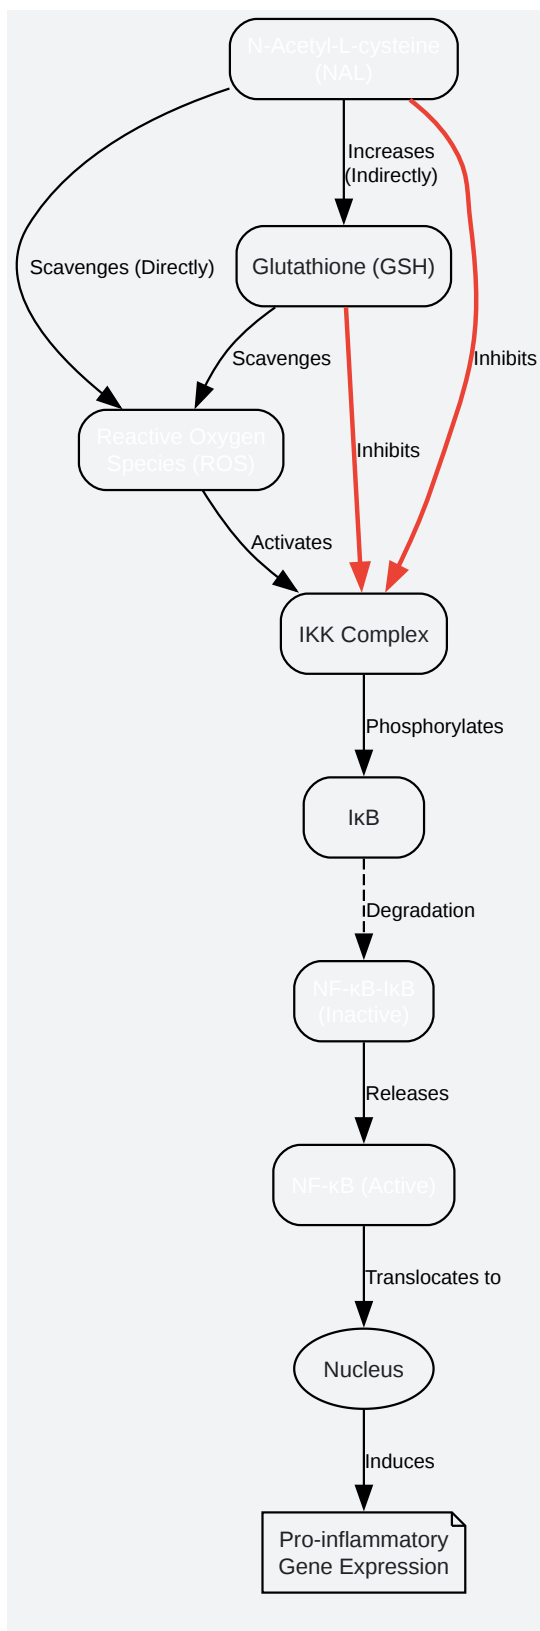 N-Acetyl-L-cysteine
(NAL)
Increases
(Indirectly)
Scavenges (Directly)
Glutathione (GSH)
Scavenges
Inhibits
Reactive Oxygen
Species (ROS)
Inhibits
Activates
IKK Complex
Phosphorylates
IκB
Degradation
NF-κB-IκB
(Inactive)
Releases
NF-κB (Active)
Translocates to
Nucleus
Induces
Pro-inflammatory
Gene Expression